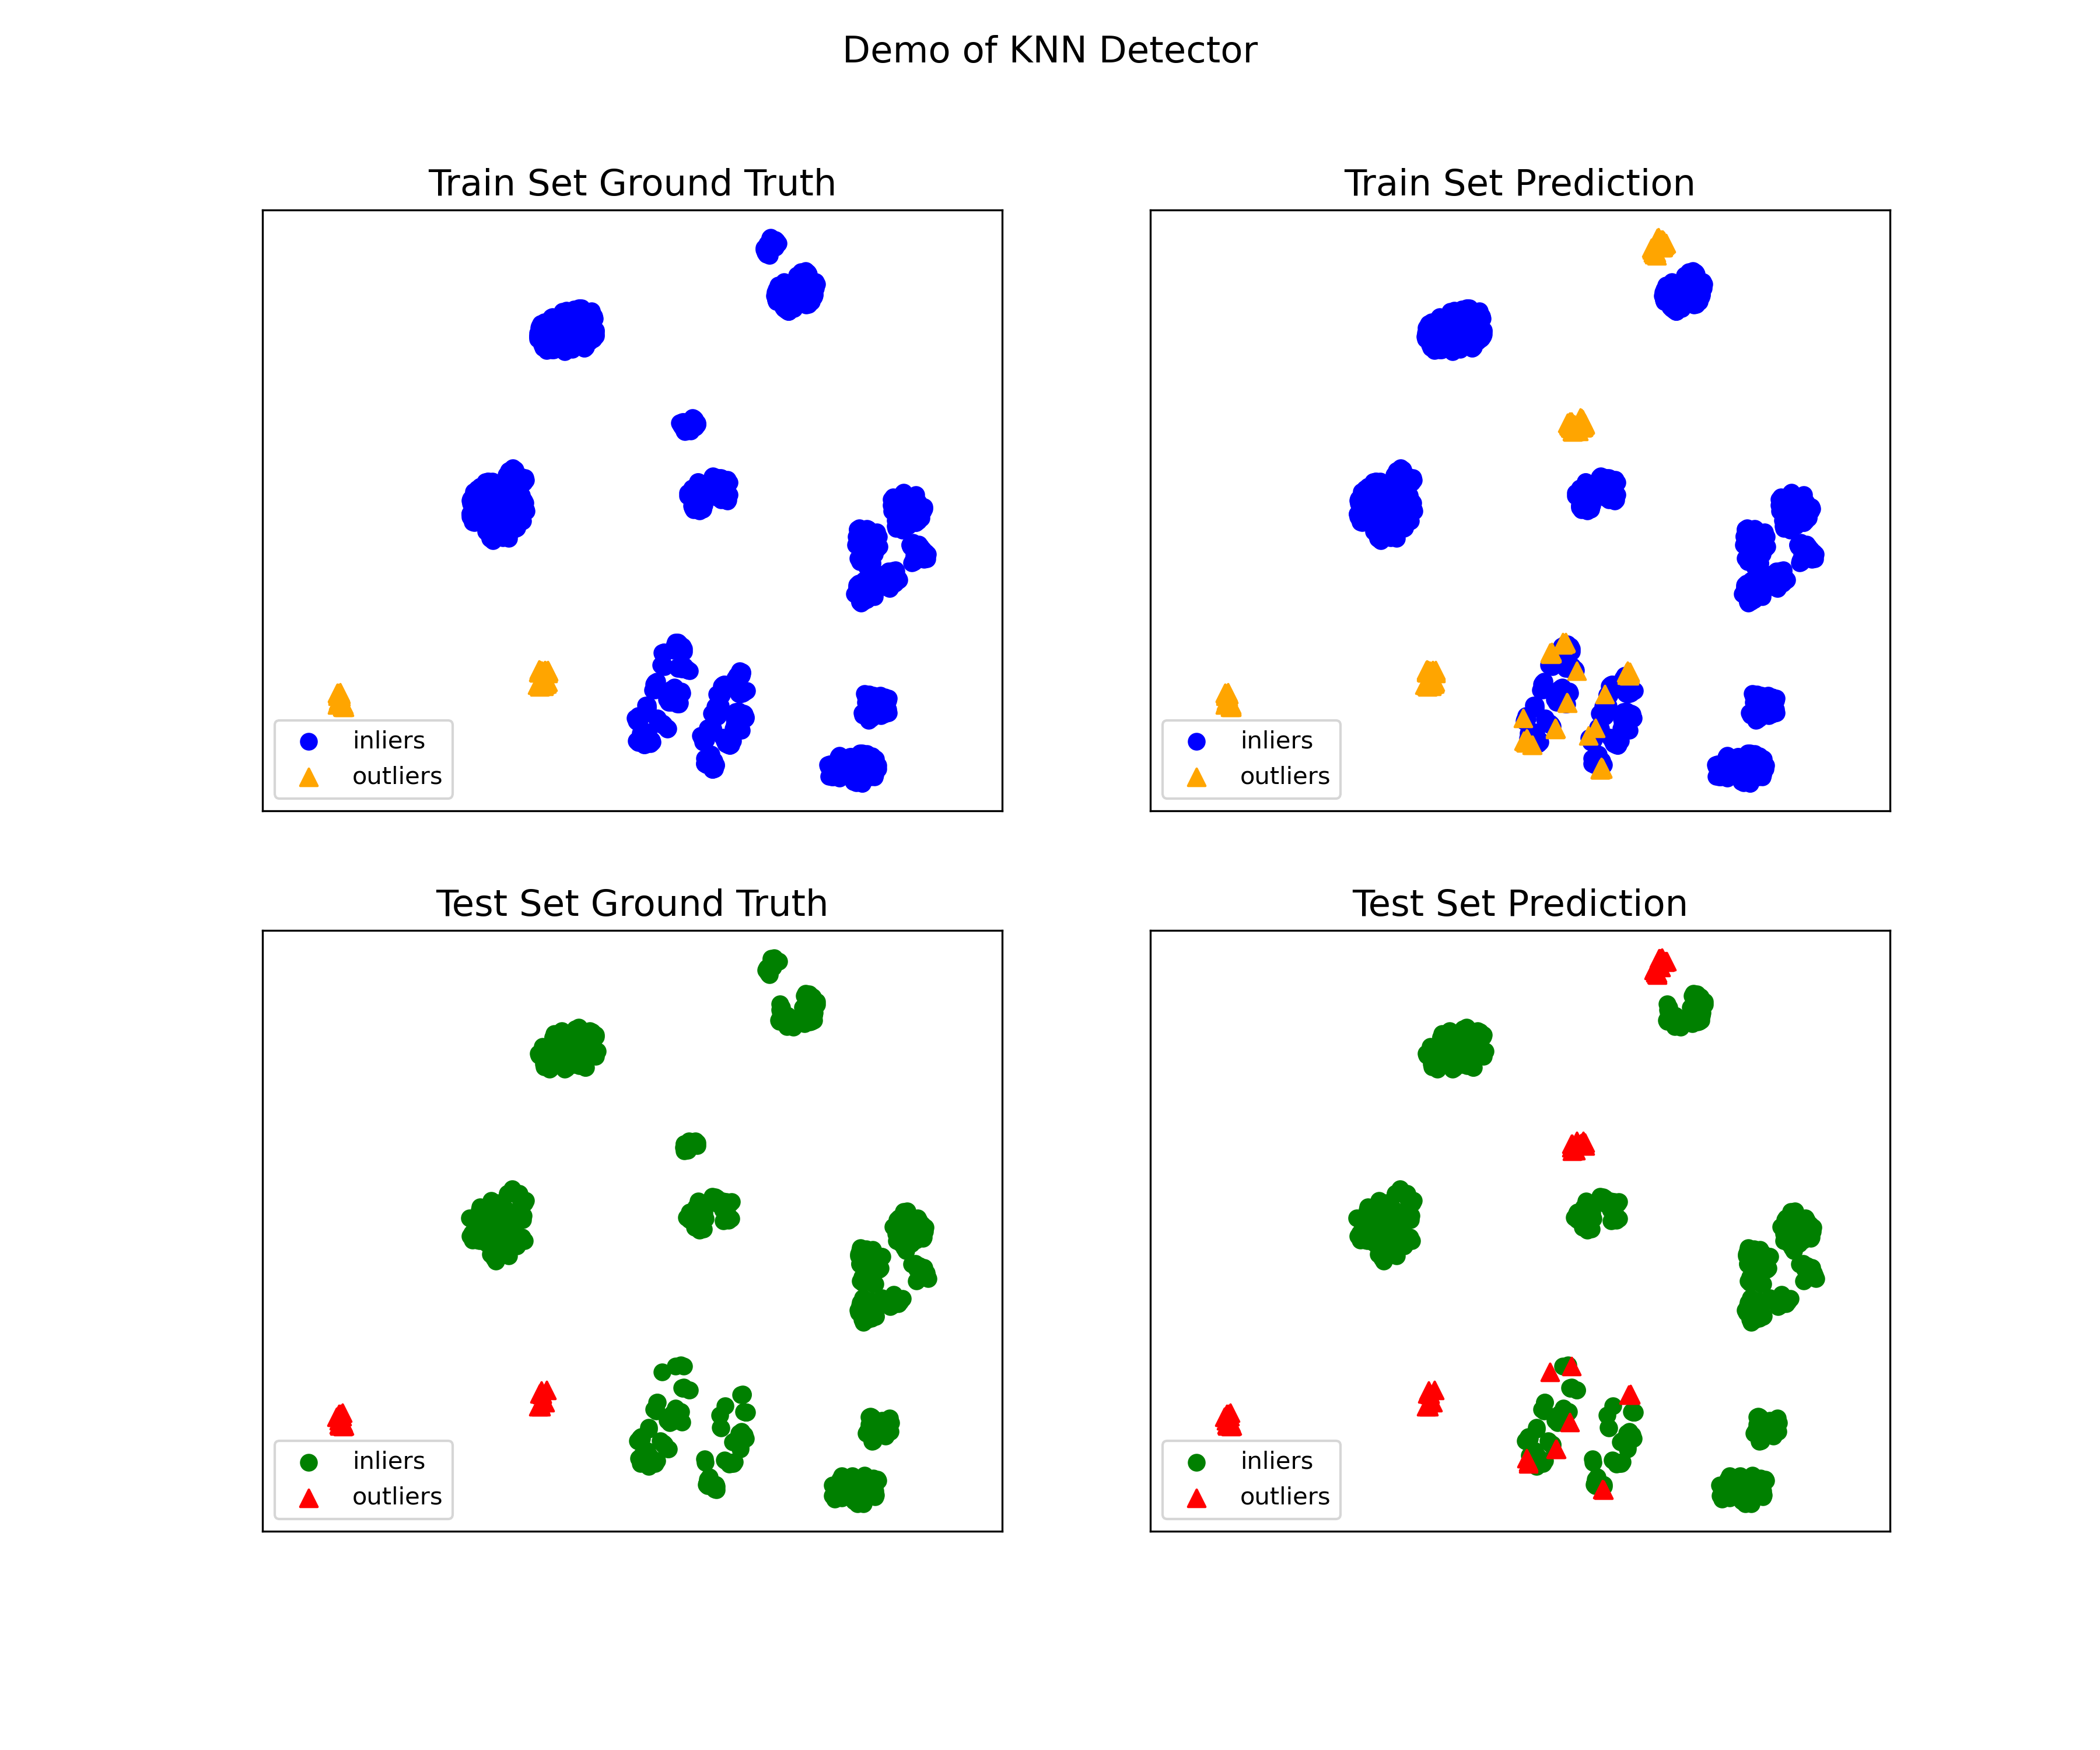 Demo of KNN Detector
Train Set Ground Truth
Train Set Prediction
inliers
outliers
inliers
outliers
Test Set Ground Truth
Test Set Prediction
inliers
outliers
inliers
outliers